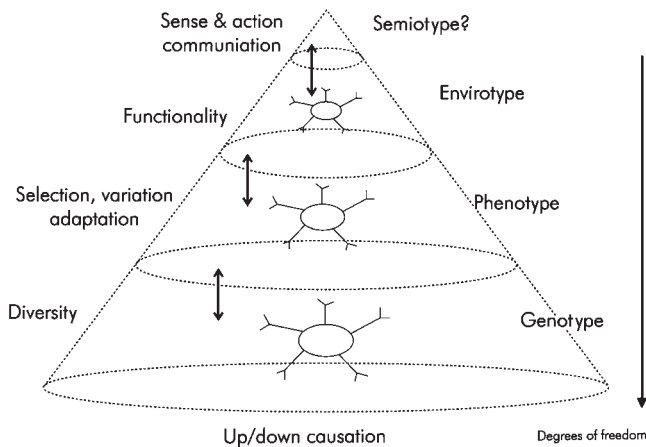 Sense & action
communiation
Semiotype?
Envirotype
Functionality
Selection, variation
adaptation
Phenotype
Diversity
Genotype
Up/down causation
Degrees of freedom